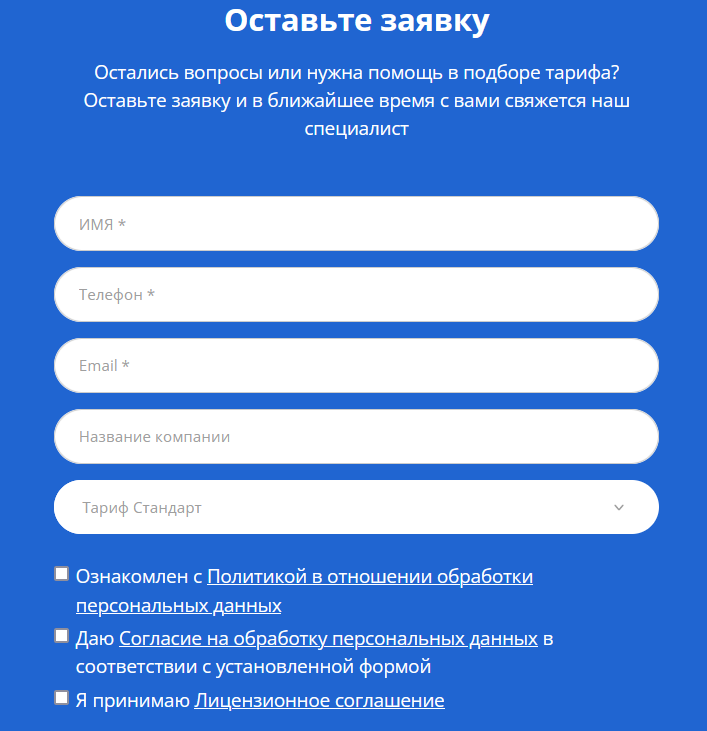 Оставьте заявку
Остались вопросы или нужна помощь в подборе тарифа?
Оставьте заявку и в ближайшее время с вами свяжется наш
специалист
ИМЯ *
Телефон *
Email *
Название компании
Тариф Стандарт
Ознакомлен с Политикой в отношении обработки
персональных данных
Даю Согласие на обработку персональных данных в
соответствии с установленной формой
Я принимаю Лицензионное соглашение